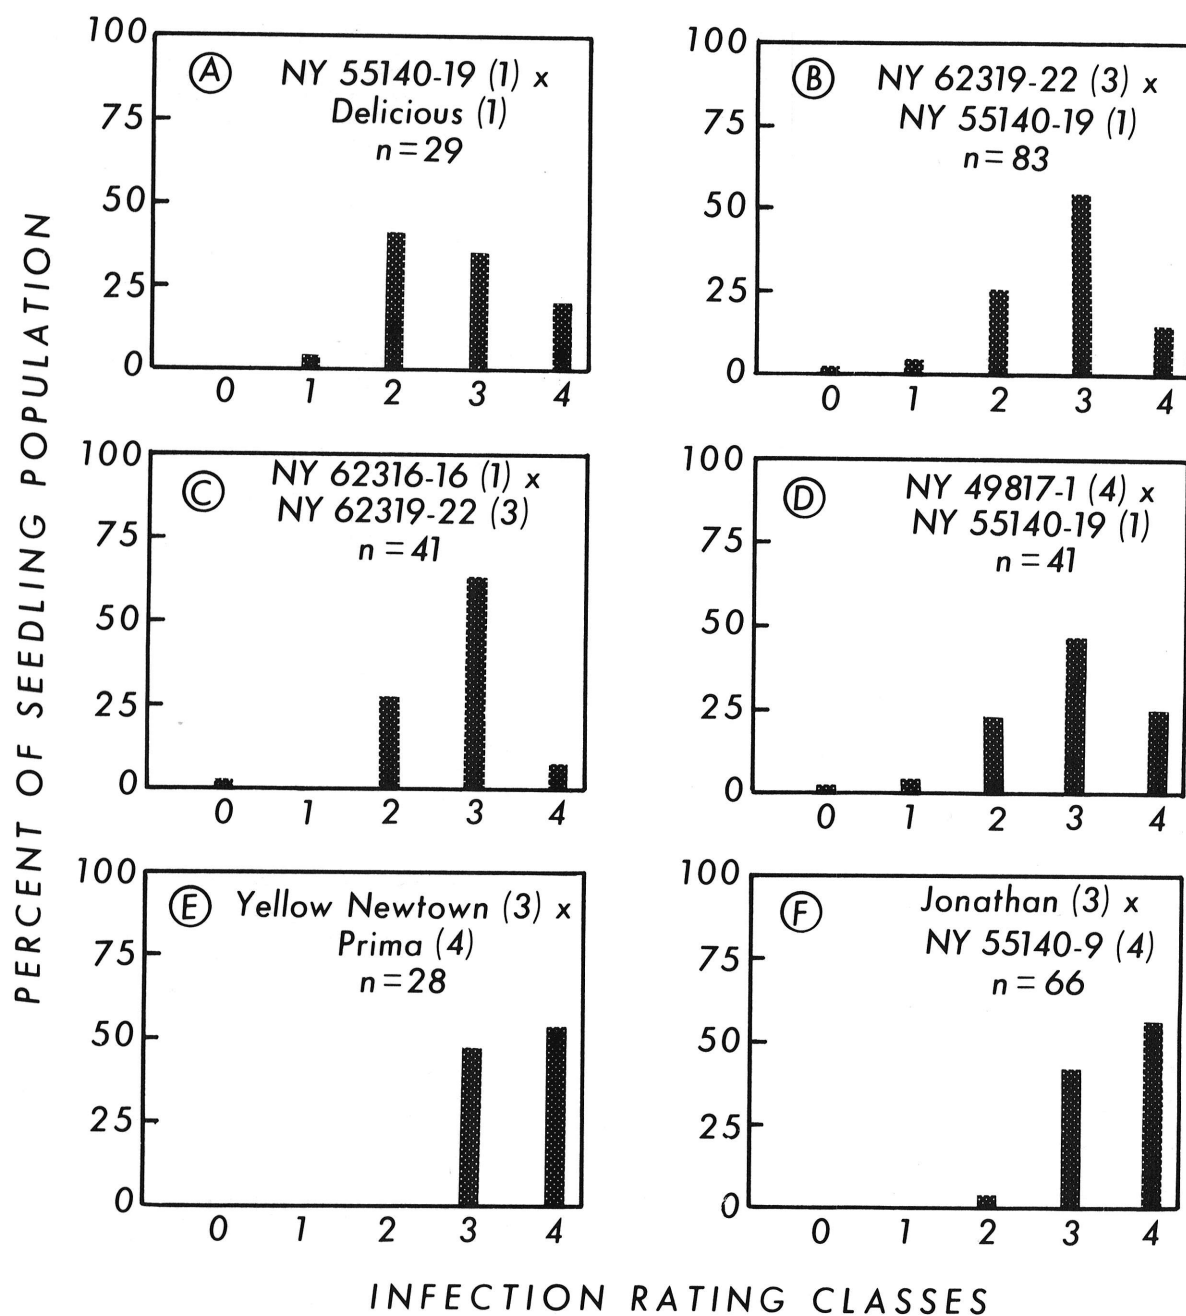 PERCENT OF SEEDLING POPULATION
100
75
50
25
0
A NY 55140-19 (1) x
Delicious (1)
n = 29
0 1 2 3 4
100
75
50
25
0
B NY 62319-22 (3) x
NY 55140-19 (1)
n = 83
0 1 2 3 4
100
75
50
25
0
C NY 62316-16 (1) x
NY 62319-22 (3)
n = 41
0 1 2 3 4
100
75
50
25
0
D NY 49817-1 (4) x
NY 55140-19 (1)
n = 41
0 1 2 3 4
100
75
50
25
0
E Yellow Newtown (3) x
Prima (4)
n = 28
0 1 2 3 4
100
75
50
25
0
F Jonathan (3) x
NY 55140-9 (4)
n = 66
0 1 2 3 4
INFECTION RATING CLASSES